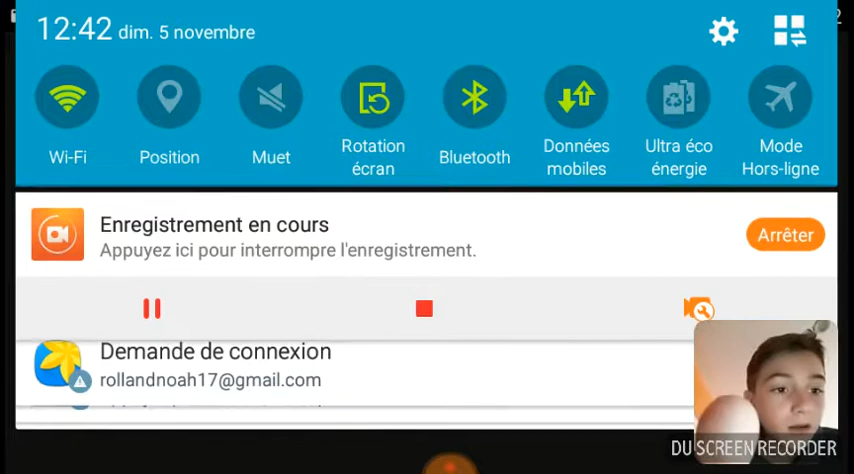 12:42 dim. 5 novembre
Wi-Fi
Position
Muet
Rotation
écran
Bluetooth
Données
mobiles
Ultra éco
énergie
Mode
Hors-ligne
Enregistrement en cours
Appuyez ici pour interrompre l'enregistrement.
Arrêter
Demande de connexion
rollandnoah17@gmail.com
DU SCREEN RECORDER